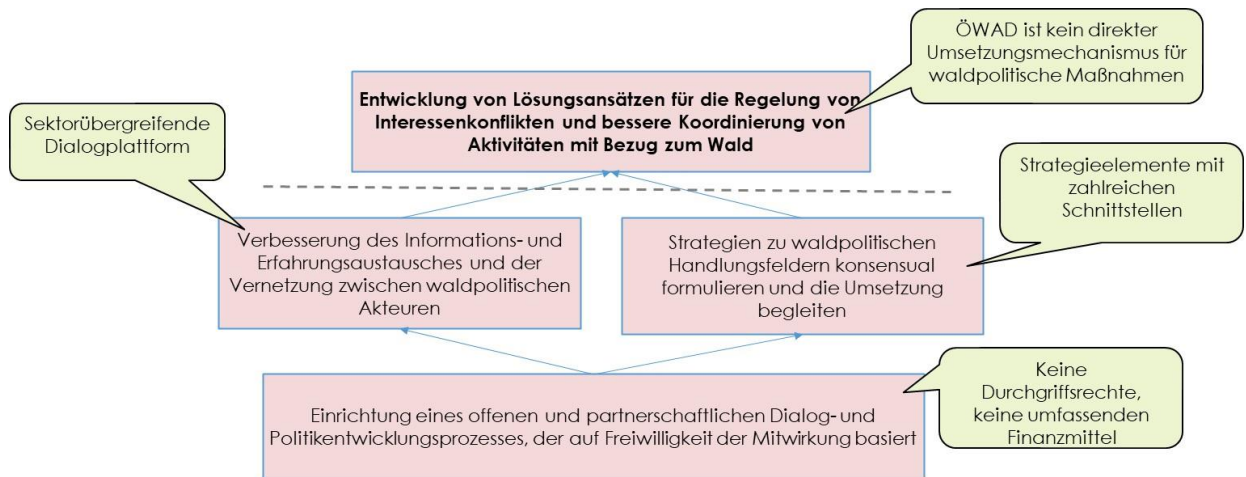 ÖWAD ist kein direkter
Umsetzungsmechanismus für
waldpolitische Maßnahmen
Entwicklung von Lösungsansätzen für die Regelung von
Interessenkonflikten und bessere Koordinierung von
Aktivitäten mit Bezug zum Wald
Sektorübergreifende
Dialogplattform
Strategieelemente mit
zahlreichen
Schnittstellen
Verbesserung des Informations- und
Erfahrungsaustausches und der
Vernetzung zwischen waldpolitischen
Akteuren
Strategien zu waldpolitischen
Handlungsfeldern konsensual
formulieren und die Umsetzung
begleiten
Keine
Durchgriffsrechte,
keine umfassenden
Finanzmittel
Einrichtung eines offenen und partnerschaftlichen Dialog- und
Politikentwicklungsprozesses, der auf Freiwilligkeit der Mitwirkung basiert